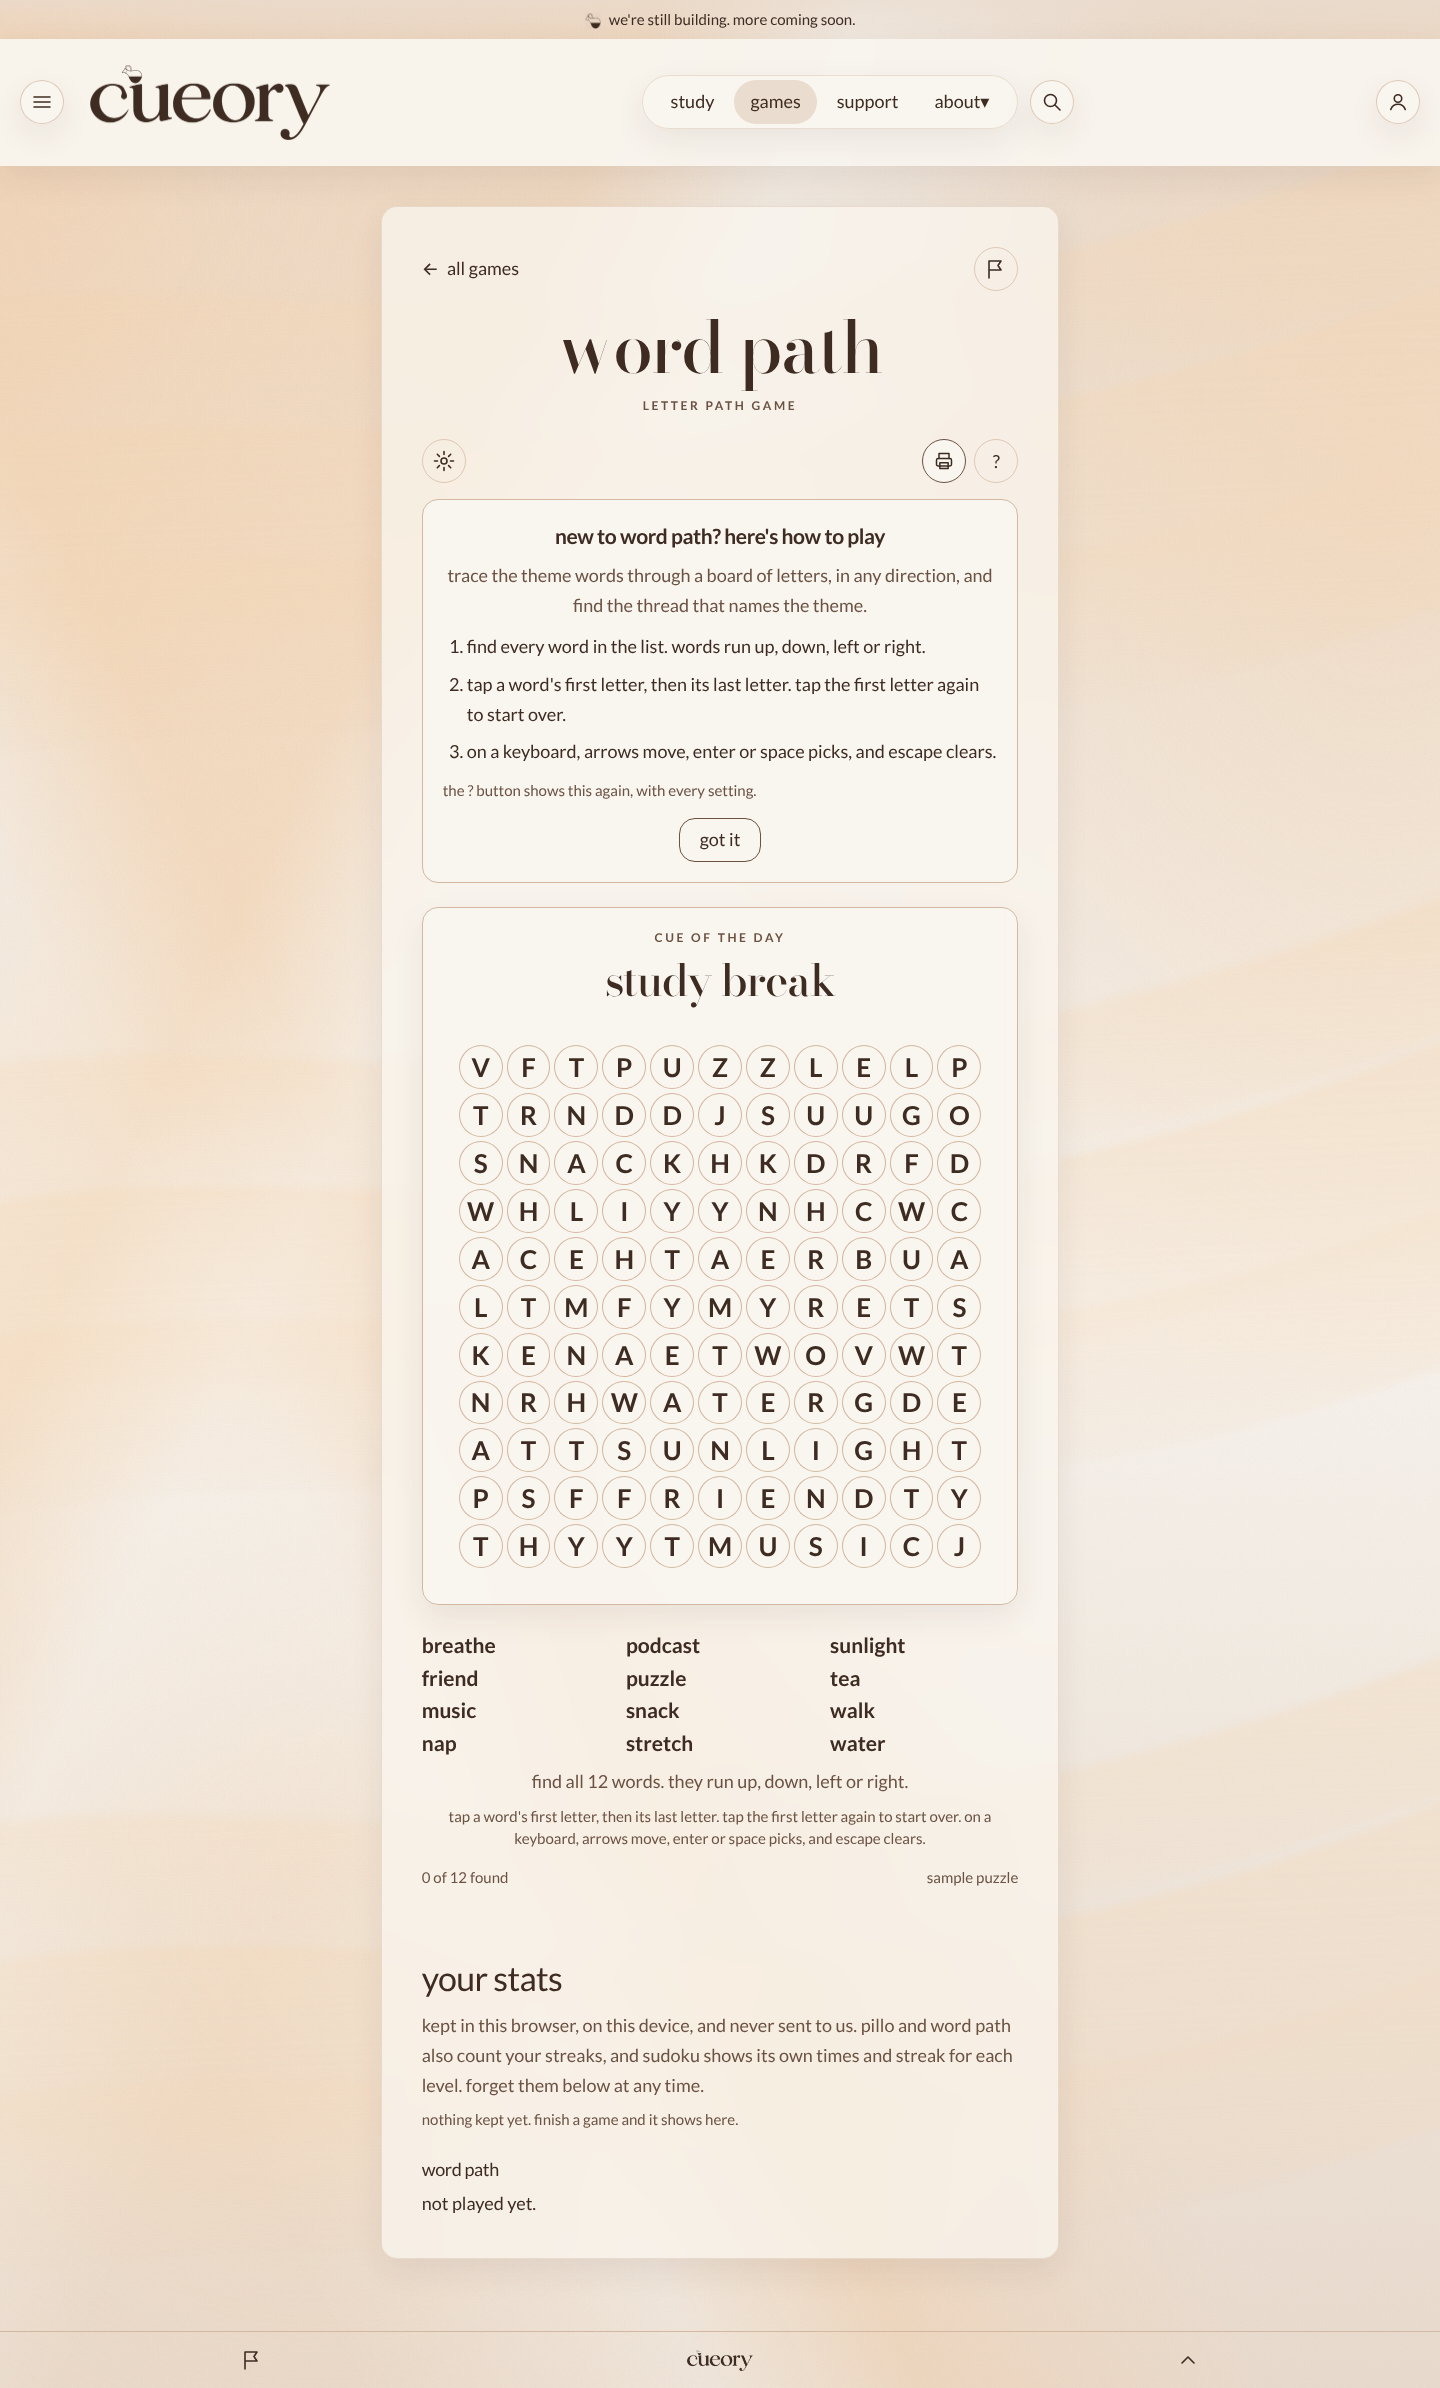 we're still building. more coming soon.
cueory
study games support about▾
← all games
word path
LETTER PATH GAME
?
new to word path? here's how to play
trace the theme words through a board of letters, in any direction, and
find the thread that names the theme.
1. find every word in the list. words run up, down, left or right.
2. tap a word's first letter, then its last letter. tap the first letter again
to start over.
3. on a keyboard, arrows move, enter or space picks, and escape clears.
the ? button shows this again, with every setting.
got it
CUE OF THE DAY
study break
V F T P U Z Z L E L P
T R N D D J S U U G O
S N A C K H K D R F D
W H L I Y Y N H C W C
A C E H T A E R B U A
L T M F Y M Y R E T S
K E N A E T W O V W T
N R H W A T E R G D E
A T T S U N L I G H T
P S F F R I E N D T Y
T H Y Y T M U S I C J
breathe podcast sunlight
friend puzzle tea
music snack walk
nap stretch water
find all 12 words. they run up, down, left or right.
tap a word's first letter, then its last letter. tap the first letter again to start over. on a
keyboard, arrows move, enter or space picks, and escape clears.
0 of 12 found sample puzzle
your stats
kept in this browser, on this device, and never sent to us. pillo and word path
also count your streaks, and sudoku shows its own times and streak for each
level. forget them below at any time.
nothing kept yet. finish a game and it shows here.
word path
not played yet.
cueory